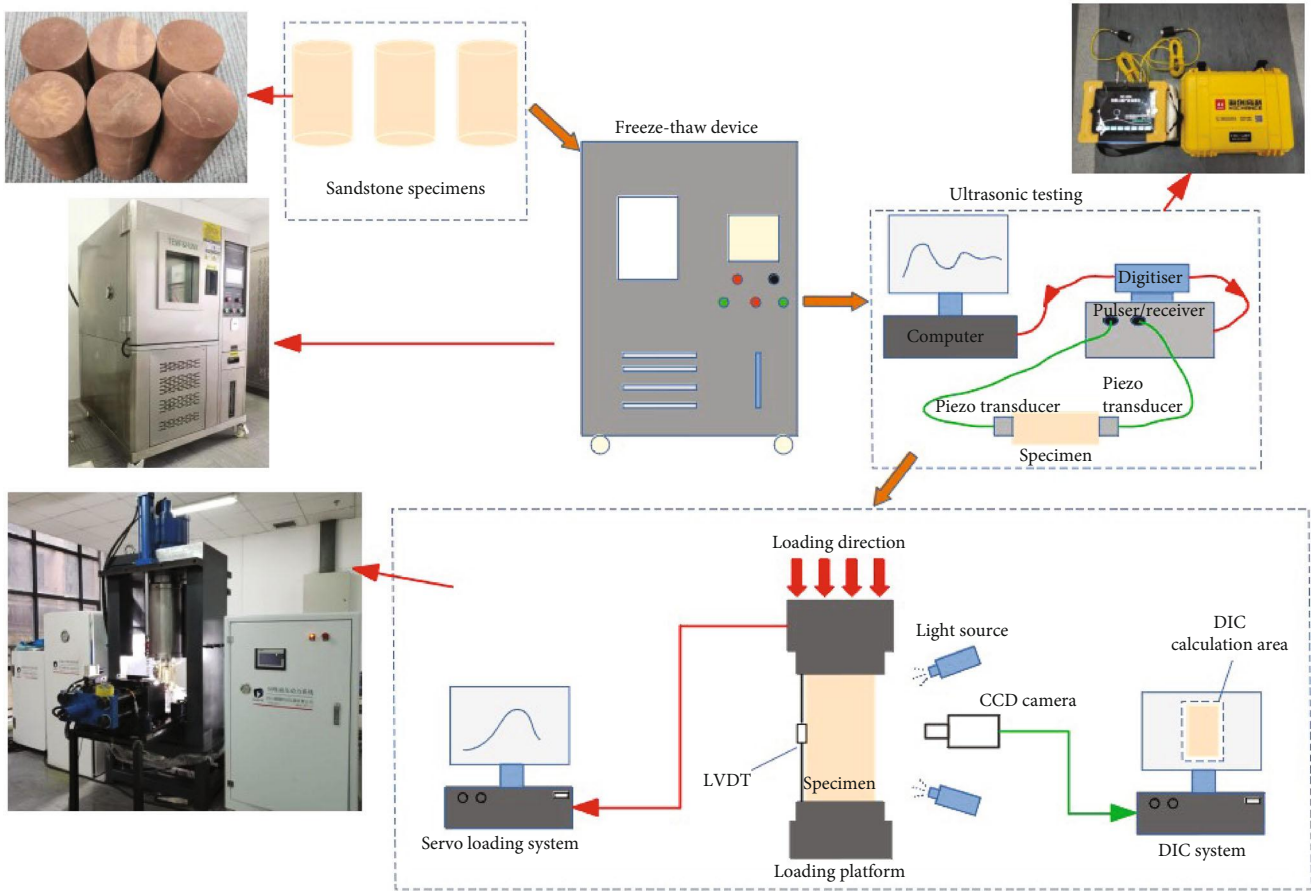 Freeze-thaw device
Sandstone specimens
Ultrasonic testing
Digitiser
Pulser/receiver
Computer
Piezo transducer
Piezo
transducer
Specimen
Loading direction
Light source
DIC
calculation area
CCD camera
LVDT
Specimen
Servo loading system
Loading platform
DIC system